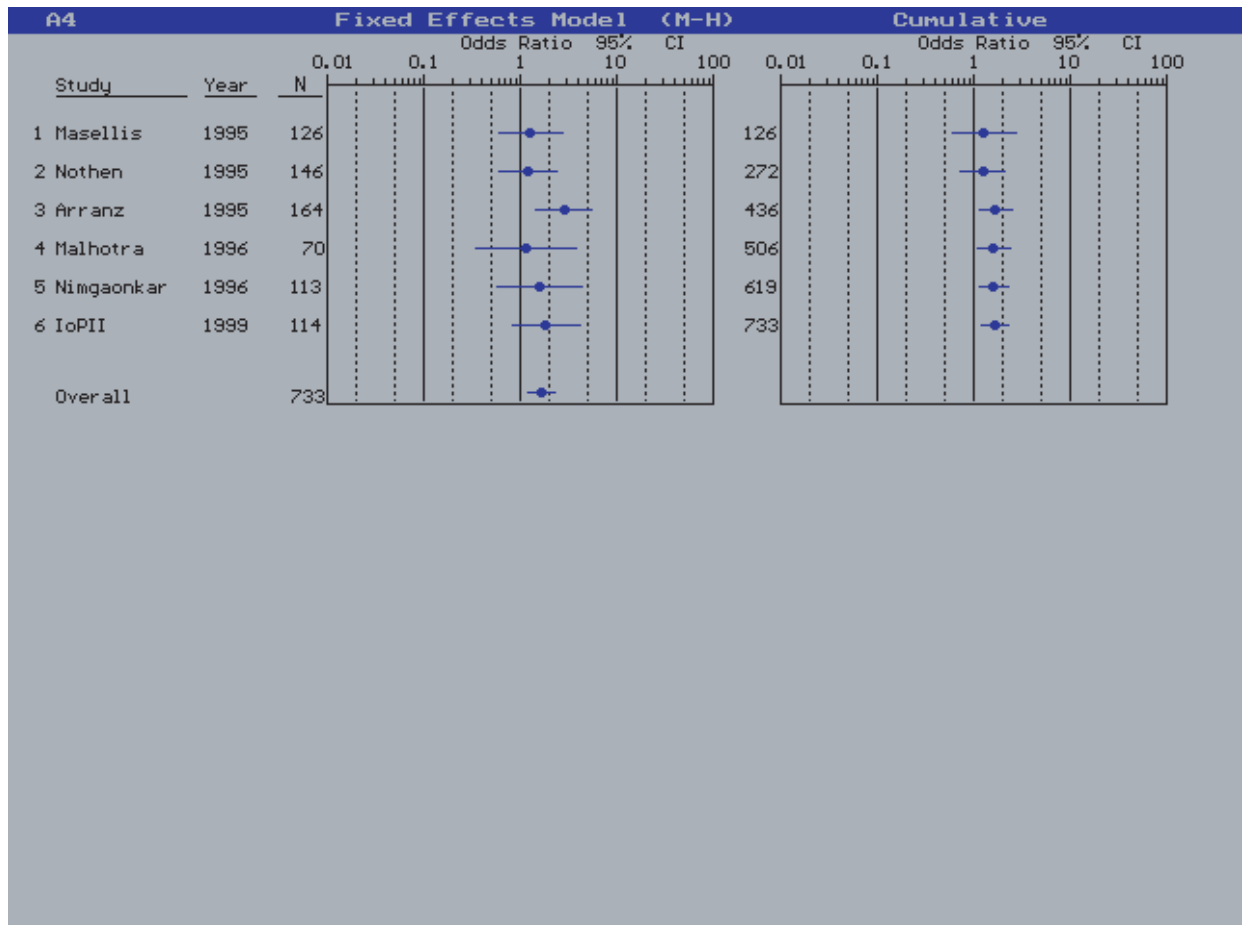 A4 Fixed Effects Model (M-H) Cumulative
Odds Ratio 95% CI Odds Ratio 95% CI
0.01 0.1 1 10 100 0.01 0.1 1 10 100
Study Year N
1 Masellis 1995 126 126
2 Nothen 1995 146 272
3 Arranz 1995 164 436
4 Malhotra 1996 70 506
5 Nimgaonkar 1996 113 619
6 IoPII 1999 114 733
Overall 733